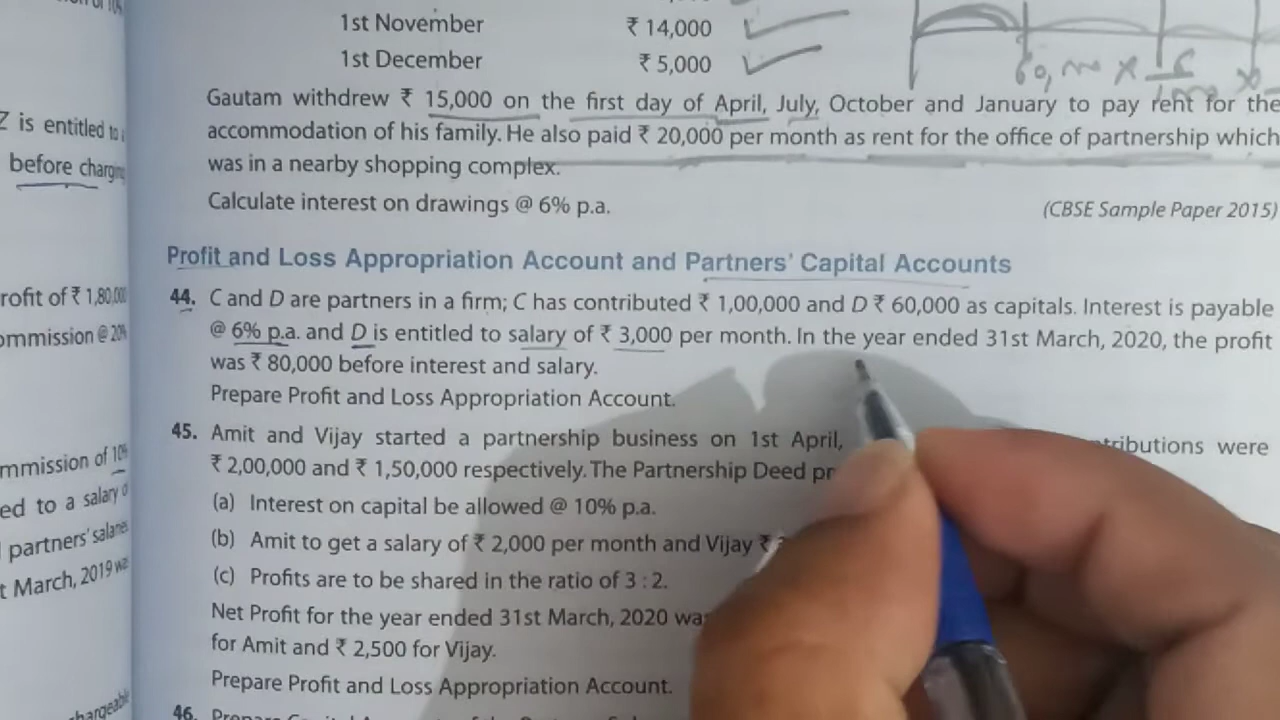 1st November ₹ 14,000
1st December ₹ 5,000
Gautam withdrew ₹ 15,000 on the first day of April, July, October and January to pay rent for the
accommodation of his family. He also paid ₹ 20,000 per month as rent for the office of partnership which
was in a nearby shopping complex.
Calculate interest on drawings @ 6% p.a.
(CBSE Sample Paper 2015)
Profit and Loss Appropriation Account and Partners' Capital Accounts
44. C and D are partners in a firm; C has contributed ₹ 1,00,000 and D ₹ 60,000 as capitals. Interest is payable
@ 6% p.a. and D is entitled to salary of ₹ 3,000 per month. In the year ended 31st March, 2020, the profit
was ₹ 80,000 before interest and salary.
Prepare Profit and Loss Appropriation Account.
45. Amit and Vijay started a partnership business on 1st April, were
₹ 2,00,000 and ₹ 1,50,000 respectively. The Partnership Deed
(a) Interest on capital be allowed @ 10% p.a.
(b) Amit to get a salary of ₹ 2,000 per month and Vijay ₹
(c) Profits are to be shared in the ratio of 3 : 2.
Net Profit for the year ended 31st March, 2020
for Amit and ₹ 2,500 for Vijay.
Prepare Profit and Loss Appropriation Account.
46.
Z is entitled to
before
rofit of ₹ 1,80,000
ommission @ 20%
mmission of 10%
ed to a salary
partners' salaries
t March, 2019